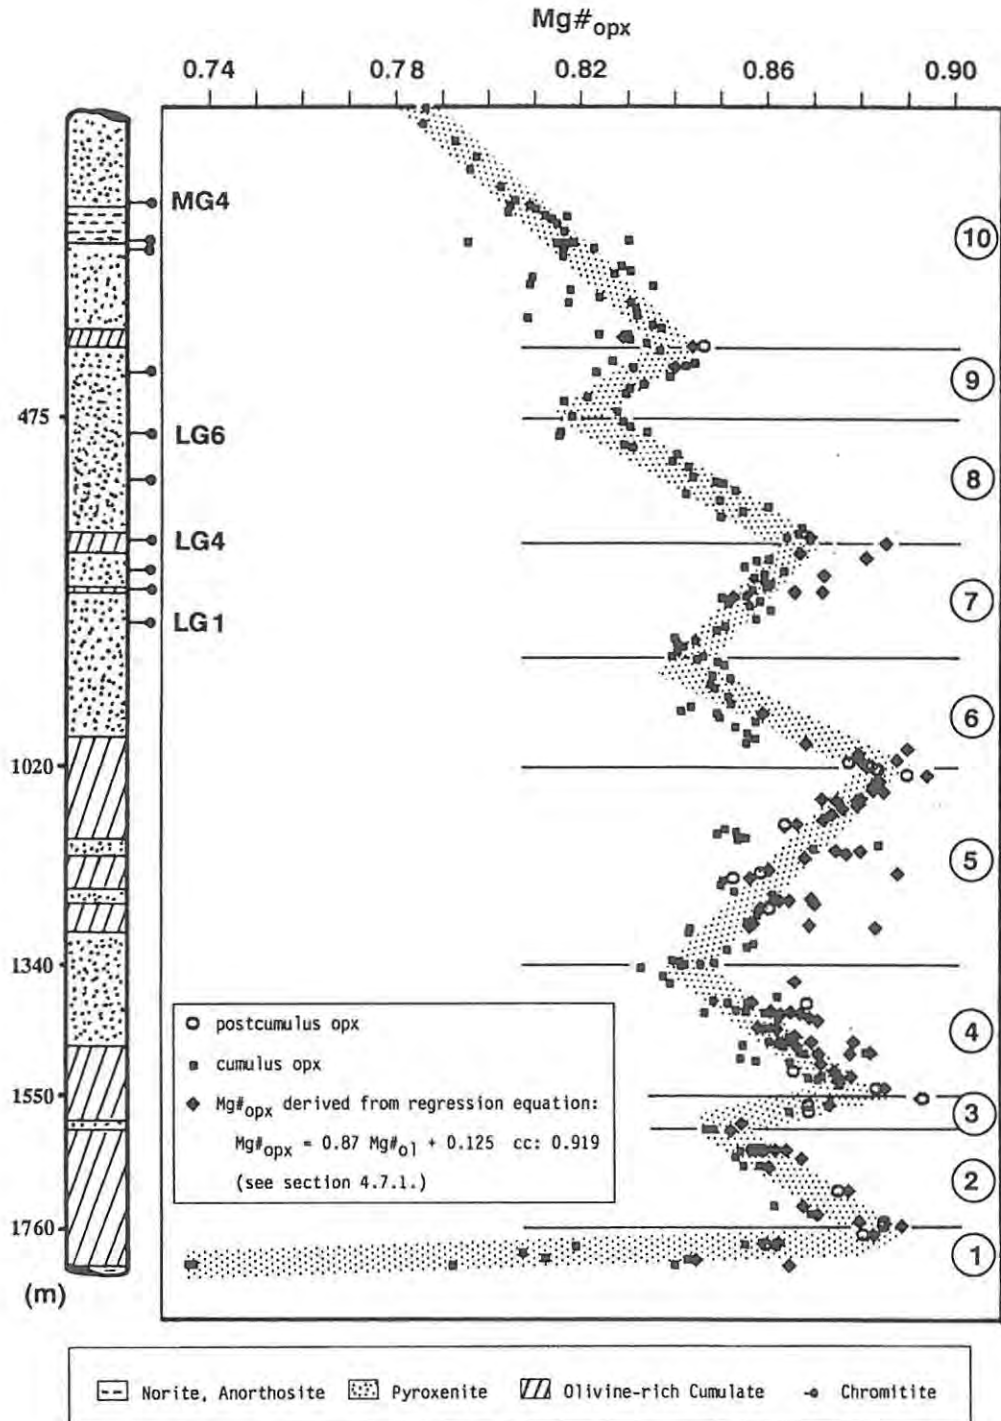 Mg#opx
0.74 0.78 0.82 0.86 0.90
MG4
10
9
475
LG6
8
LG4
7
LG1
6
1020
5
1340
postcumulus opx
4
cumulus opx
1550
Mg#opx derived from regression equation:
3
Mg#opx = 0.87 Mg#ol + 0.125 cc: 0.919
(see section 4.7.1.)
2
1760
1
(m)
Norite, Anorthosite Pyroxenite Olivine-rich Cumulate Chromitite